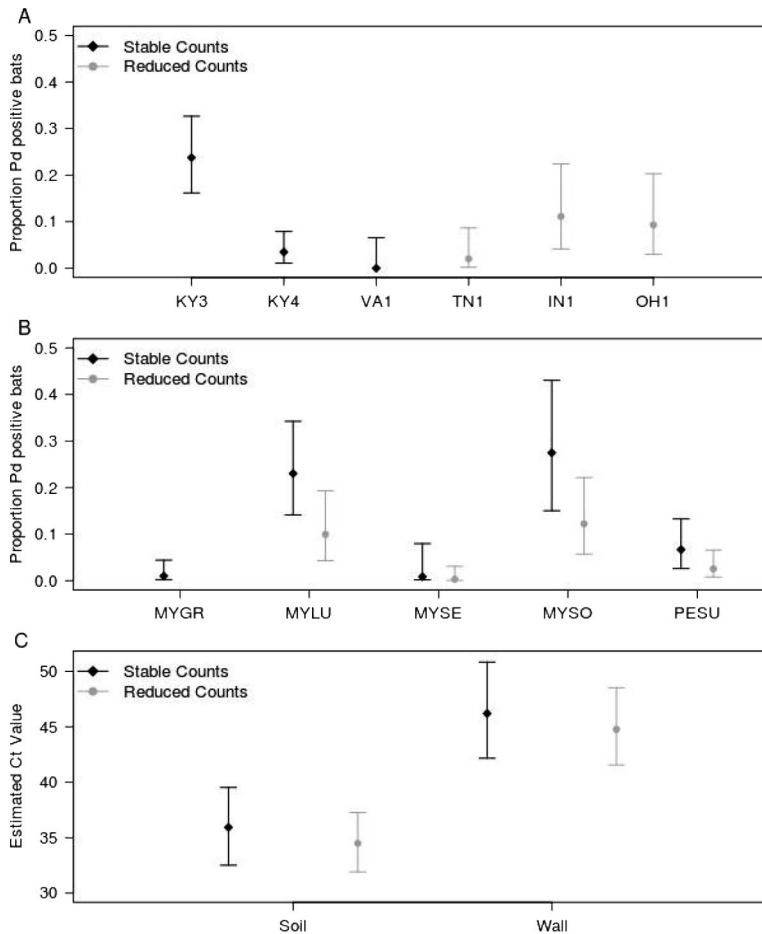 A
Proportion Pd positive bats
0.5
0.4
0.3
0.2
0.1
0.0
Stable Counts
Reduced Counts
KY3 KY4 VA1 TN1 IN1 OH1
B
Proportion Pd positive bats
0.5
0.4
0.3
0.2
0.1
0.0
Stable Counts
Reduced Counts
MYGR MYLU MYSE MYSO PESU
C
Estimated Ct Value
50
45
40
35
30
Stable Counts
Reduced Counts
Soil Wall